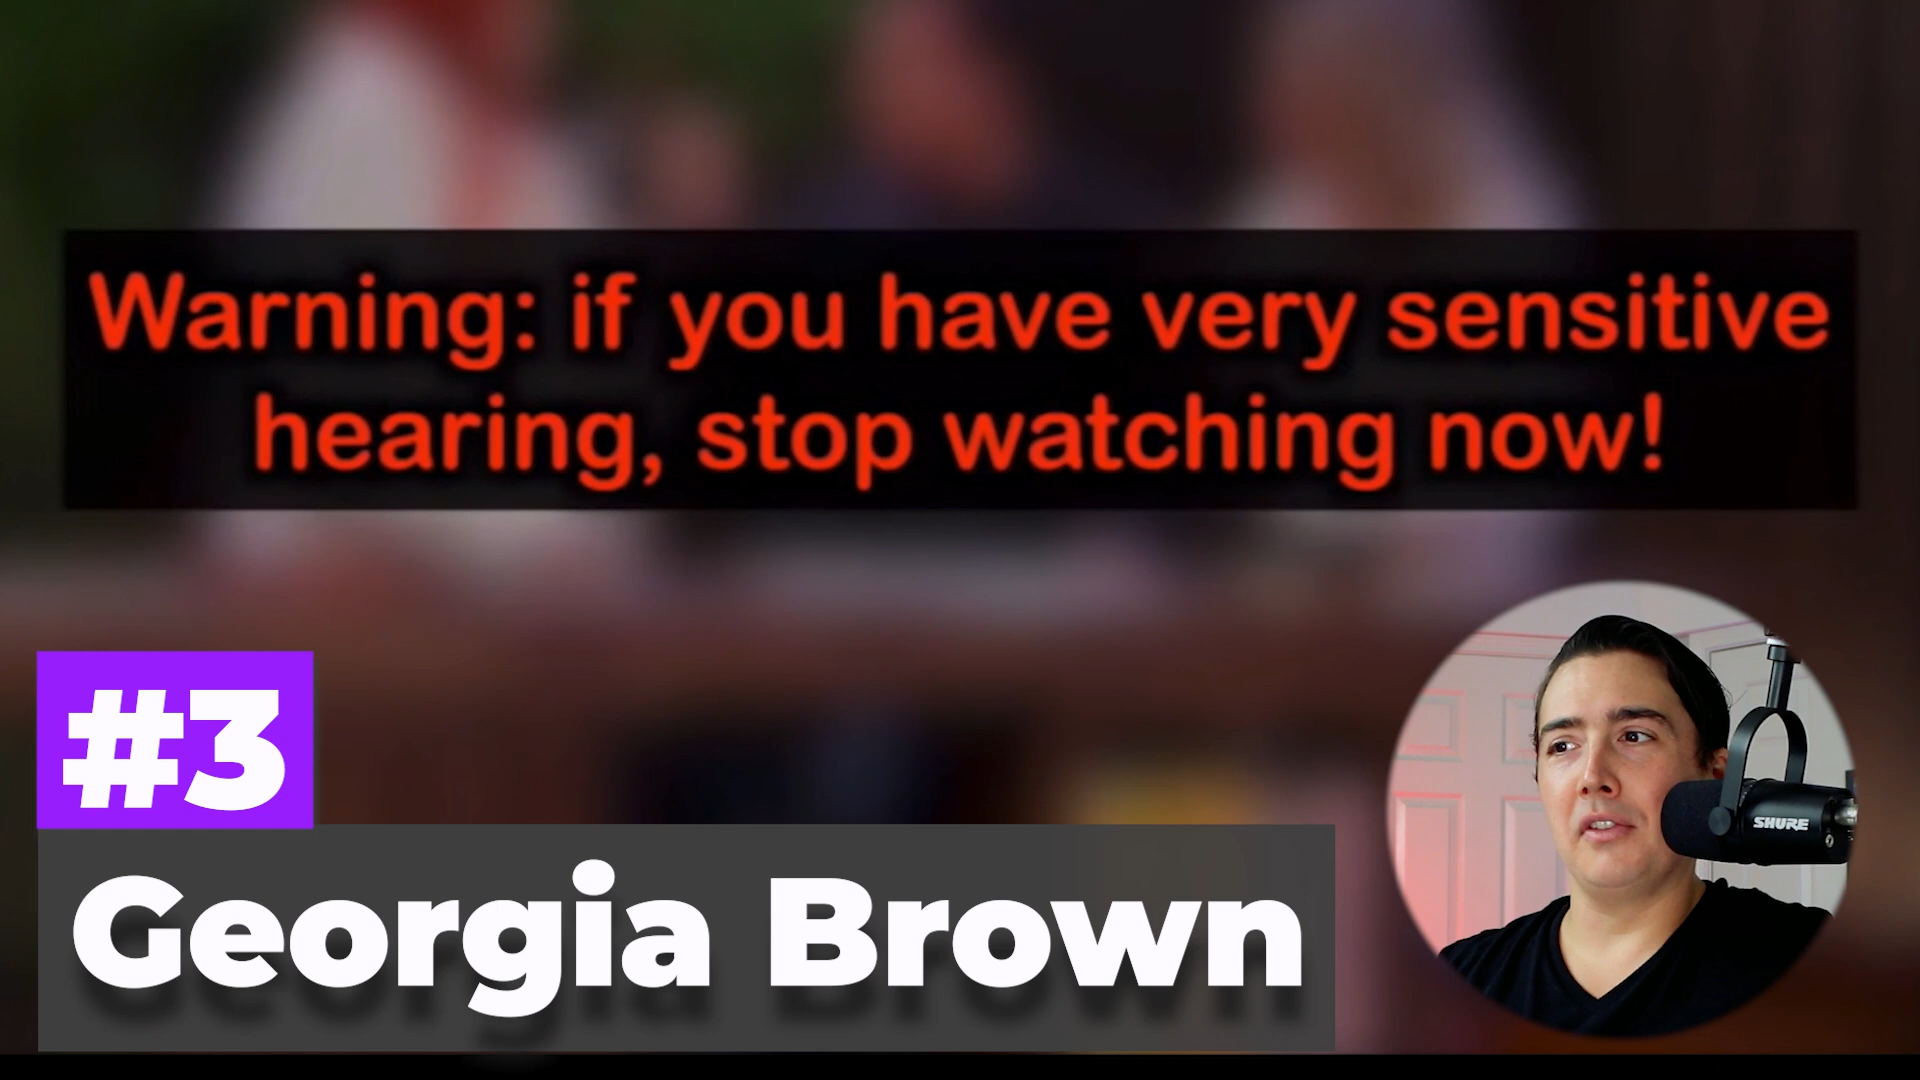 Warning: if you have very sensitive
hearing, stop watching now!
#3
Georgia Brown
SHURE